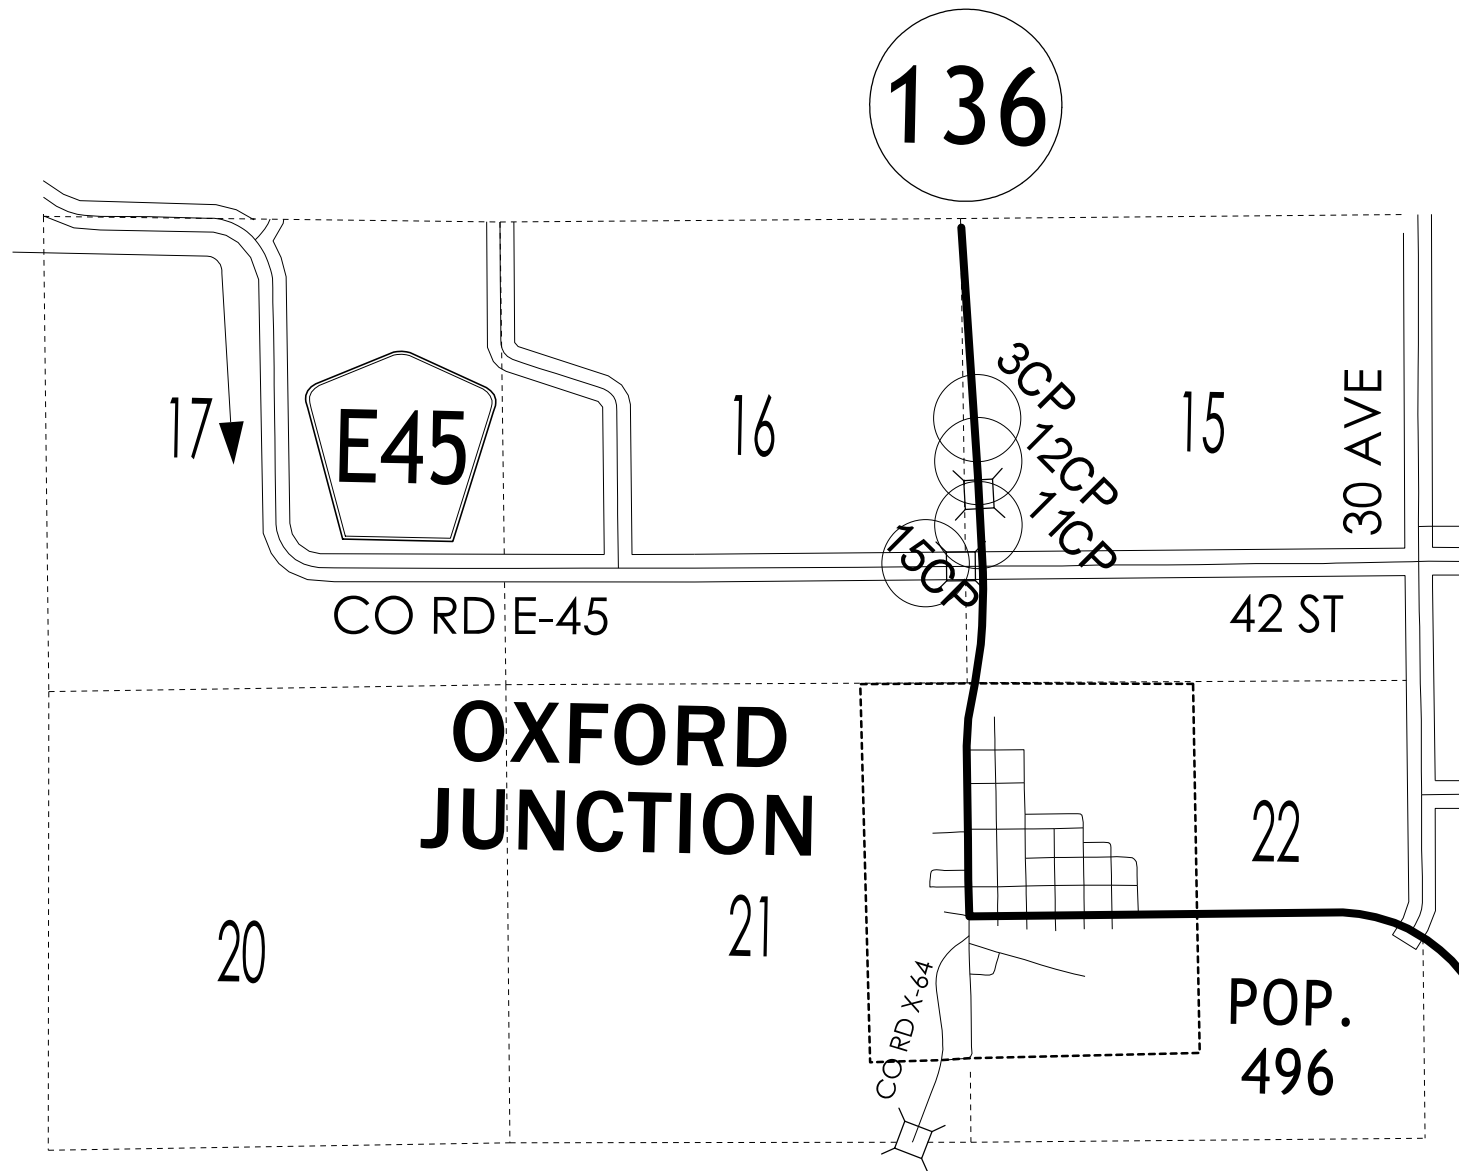 136
3CP
17
E45
16
12CP
15
30 AVE
11CP
15CP
CO RD E-45
42 ST
OXFORD
JUNCTION
22
20
21
CO RD X-64
POP.
496